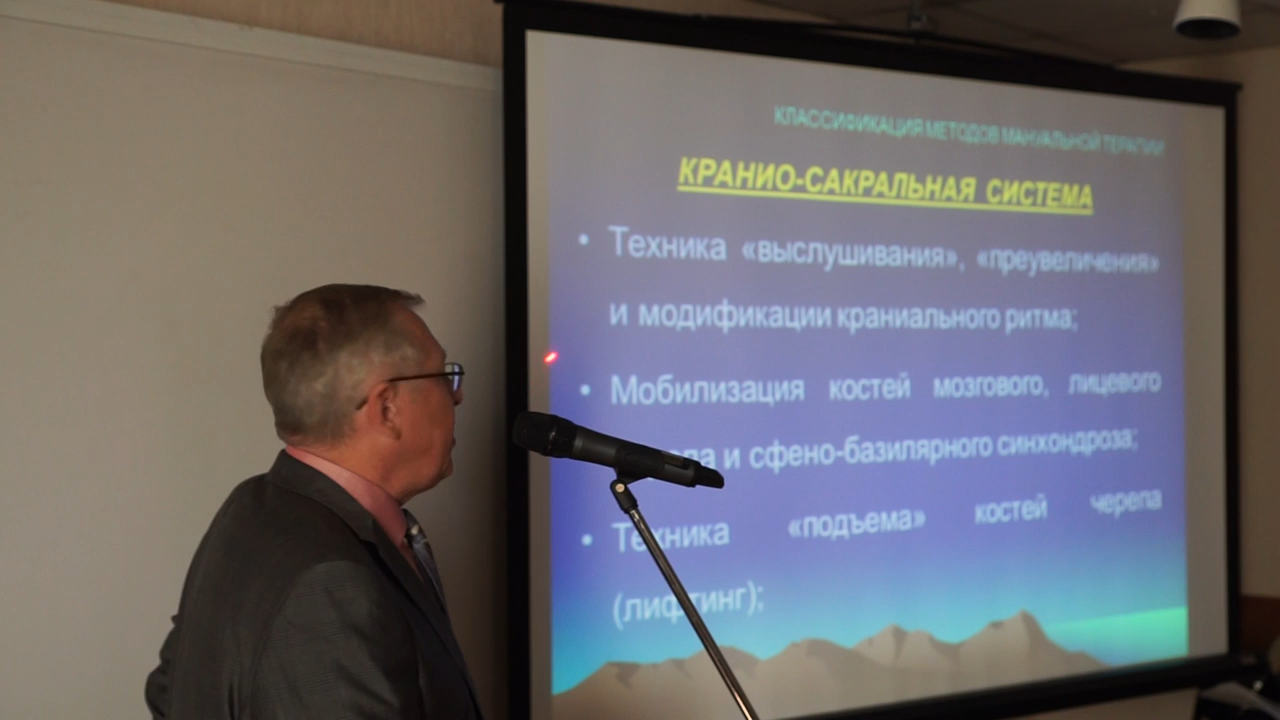 КЛАССИФИКАЦИЯ МЕТОДОВ МАНУАЛЬНОЙ ТЕРАПИИ
КРАНИО-САКРАЛЬНАЯ СИСТЕМА
• Техника «выслушивания», «преувеличения»
и модификации краниального ритма;
• Мобилизация костей мозгового, лицевого
и сфено-базилярного синхондроза;
• Техника «подъема» костей черепа
(лифтинг);